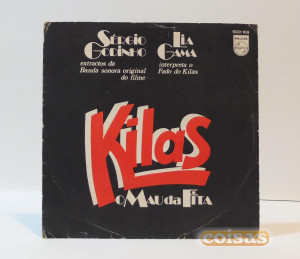 SÉRGIO GODINHO
LIA GAMA
extractos da
Banda sonora original
do filme
interpreta o
Fado do Kilas
PHILIPS
Kilas
O MAU da FITA
coisas